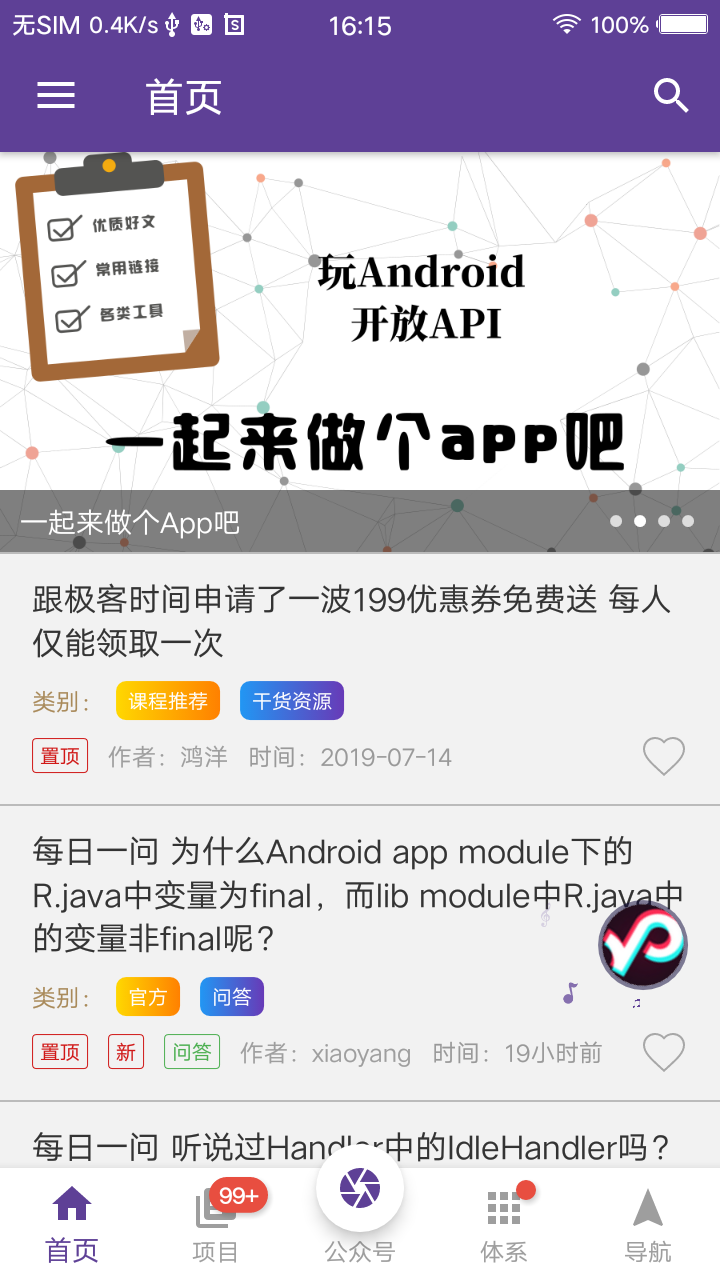 无SIM 0.4K/s 16:15 100%
首页
优质好文
常用链接
各类工具
玩Android
开放API
一起来做个app吧
一起来做个App吧
跟极客时间申请了一波199优惠券免费送 每人
仅能领取一次
类别： 课程推荐 干货资源
置顶 作者：鸿洋 时间：2019-07-14
每日一问 为什么Android app module下的
R.java中变量为final，而lib module中R.java中
的变量非final呢？
类别： 官方 问答
置顶 新 问答 作者：xiaoyang 时间：19小时前
每日一问 听说过Handler中的IdleHandler吗？
99+
首页 项目 公众号 体系 导航